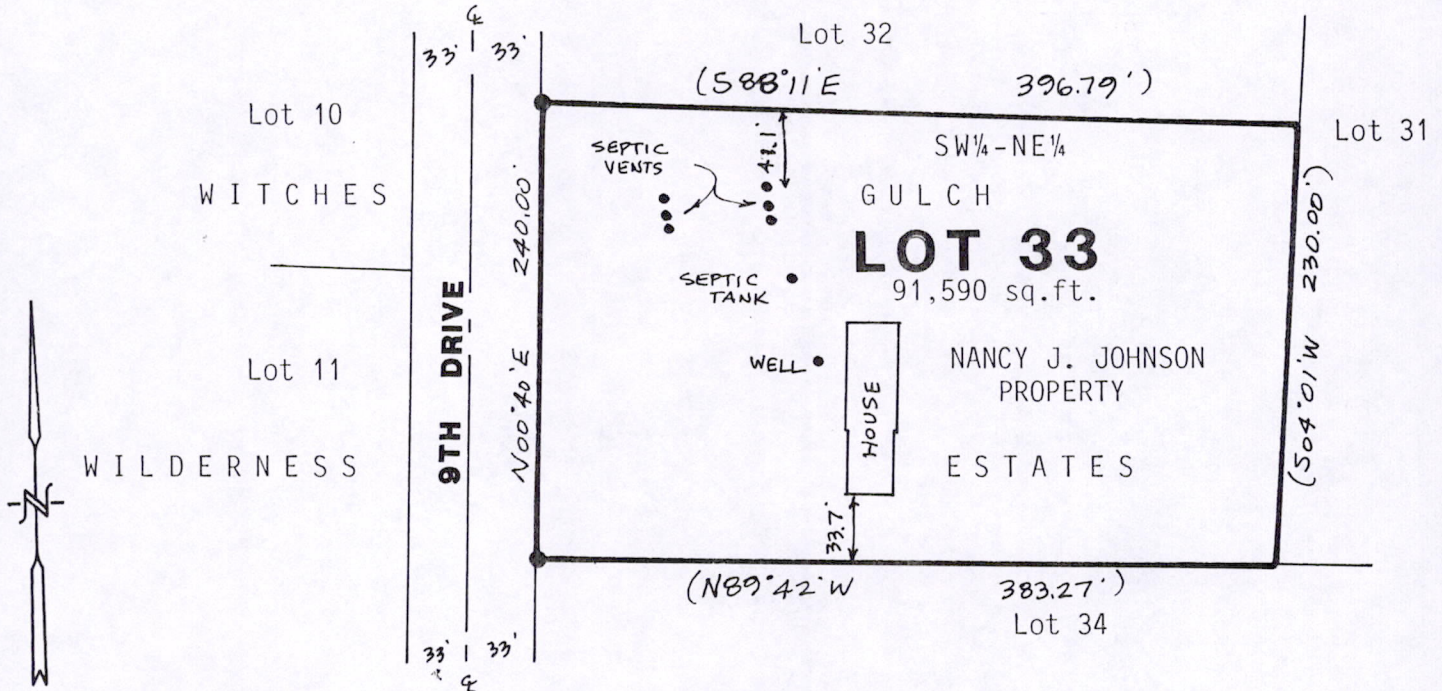 ℄
33' 33'
Lot 32
(S88°11'E 396.79')
Lot 10
Lot 31
SEPTIC
VENTS
SW¼-NE¼
WITCHES
GULCH
240.00'
230.00')
LOT 33
91,590 sq.ft.
SEPTIC
TANK
9TH DRIVE
N00°40'E
WELL
HOUSE
NANCY J. JOHNSON
PROPERTY
(S04°01'W
Lot 11
WILDERNESS
ESTATES
N
33.7'
(N89°42'W 383.27')
Lot 34
33' 33'
℄